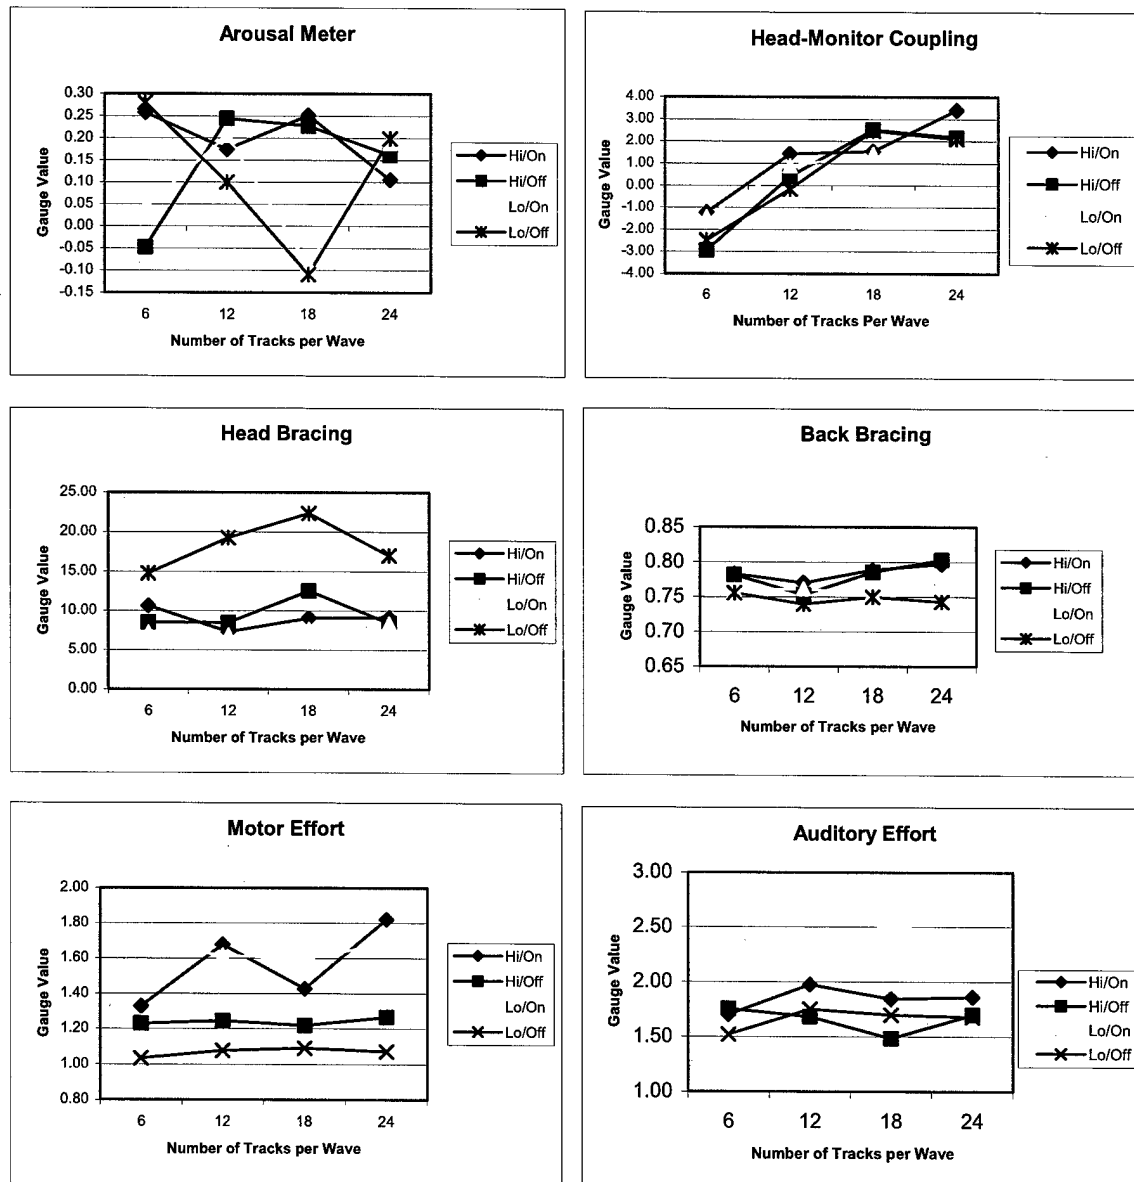 Arousal Meter
0.30
0.25
0.20
0.15
0.10
0.05
0.00
-0.05
-0.10
-0.15
Gauge Value
6 12 18 24
Number of Tracks per Wave
Hi/On
Hi/Off
Lo/On
Lo/Off
Head-Monitor Coupling
4.00
3.00
2.00
1.00
0.00
-1.00
-2.00
-3.00
-4.00
Gauge Value
6 12 18 24
Number of Tracks Per Wave
Hi/On
Hi/Off
Lo/On
Lo/Off
Head Bracing
25.00
20.00
15.00
10.00
5.00
0.00
Gauge Value
6 12 18 24
Number of Tracks per Wave
Hi/On
Hi/Off
Lo/On
Lo/Off
Back Bracing
0.85
0.80
0.75
0.70
0.65
Gauge Value
6 12 18 24
Number of Tracks per Wave
Hi/On
Hi/Off
Lo/On
Lo/Off
Motor Effort
2.00
1.80
1.60
1.40
1.20
1.00
0.80
Gauge Value
6 12 18 24
Number of Tracks per Wave
Hi/On
Hi/Off
Lo/On
Lo/Off
Auditory Effort
3.00
2.50
2.00
1.50
1.00
Gauge Value
6 12 18 24
Number of Tracks per Wave
Hi/On
Hi/Off
Lo/On
Lo/Off